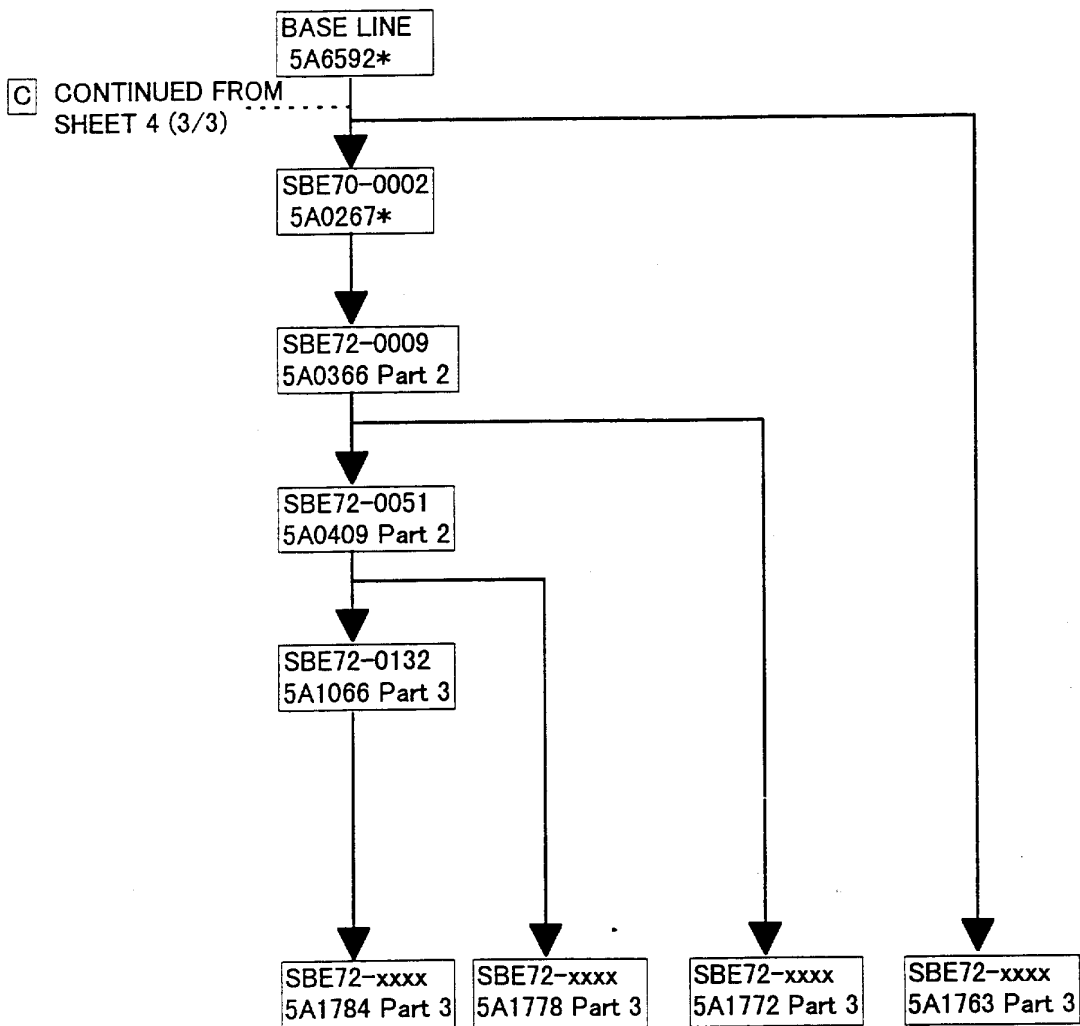 BASE LINE
5A6592*
C CONTINUED FROM
SHEET 4 (3/3)
SBE70-0002
5A0267*
SBE72-0009
5A0366 Part 2
SBE72-0051
5A0409 Part 2
SBE72-0132
5A1066 Part 3
SBE72-xxxx
5A1784 Part 3
SBE72-xxxx
5A1778 Part 3
SBE72-xxxx
5A1772 Part 3
SBE72-xxxx
5A1763 Part 3